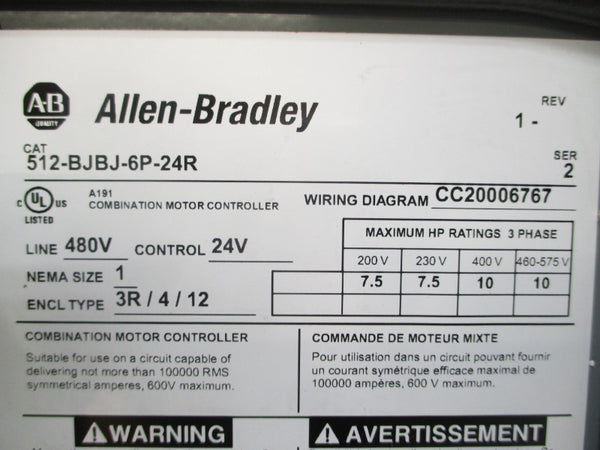 A-B
QUALITY
Allen-Bradley
REV
1 -
CAT
512-BJBJ-6P-24R
SER
2
C UL US
LISTED
A191
COMBINATION MOTOR CONTROLLER
WIRING DIAGRAM CC20006767
LINE 480V CONTROL 24V
NEMA SIZE 1
ENCL TYPE 3R / 4 / 12
MAXIMUM HP RATINGS 3 PHASE
200 V 230 V 400 V 460-575 V
7.5 7.5 10 10
COMBINATION MOTOR CONTROLLER
Suitable for use on a circuit capable of
delivering not more than 100000 RMS
symmetrical amperes, 600V maximum.
COMMANDE DE MOTEUR MIXTE
Pour utilisation dans un circuit pouvant fournir
un courant symétrique efficace maximal de
100000 ampères, 600 V maximum.
WARNING
AVERTISSEMENT